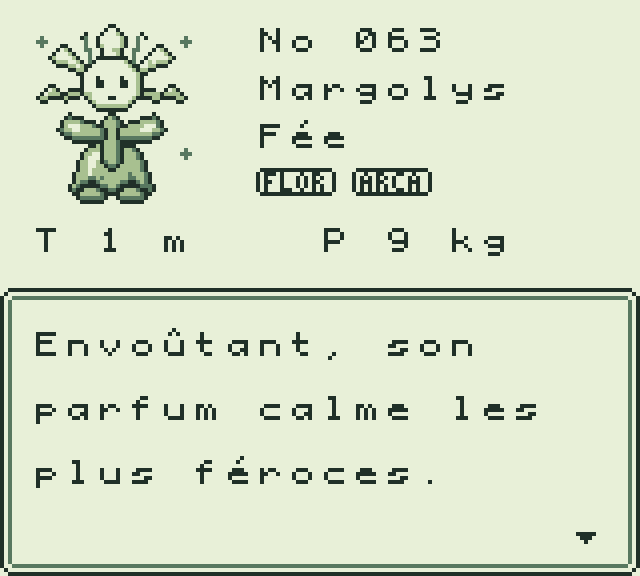 No 063
Margolys
Fée
FLOR ARCA
T 1 m P 9 kg
Envoûtant, son
parfum calme les
plus féroces.